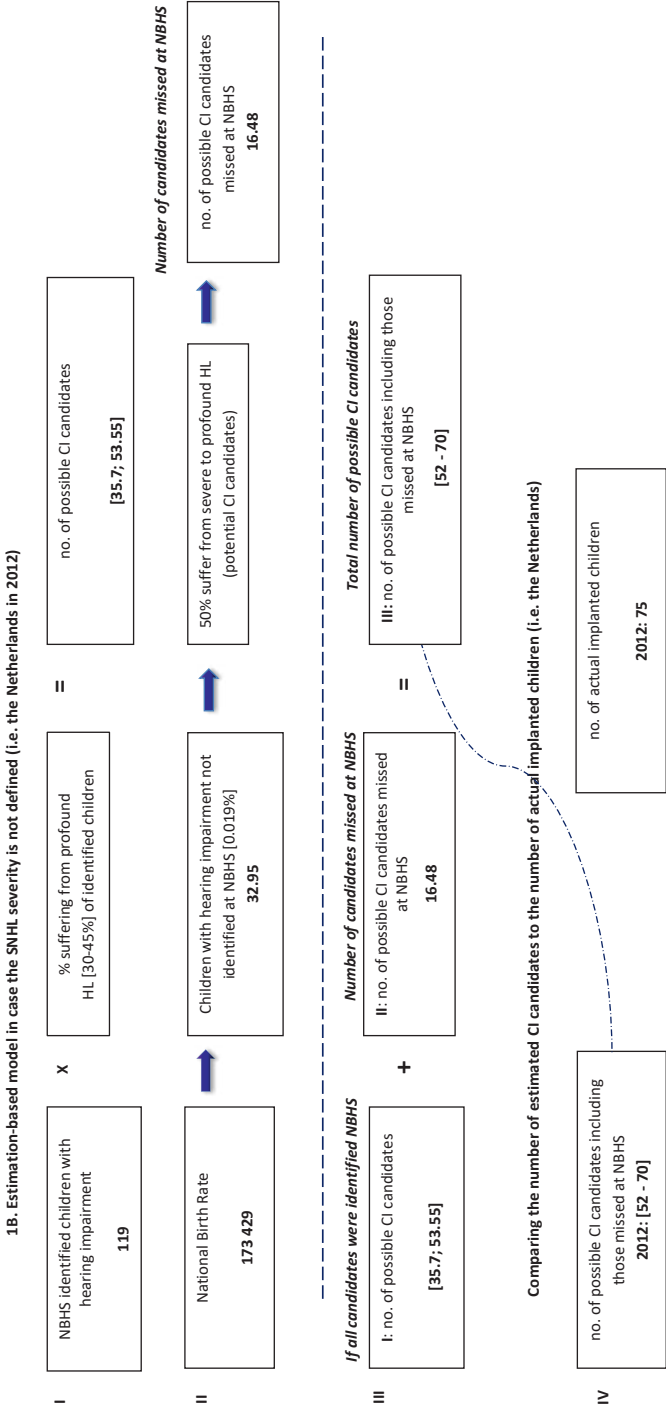 1B. Estimation-based model in case the SNHL severity is not defined (i.e. the Netherlands in 2012)
I
NBHS identified children with
hearing impairment
119
x
% suffering from profound
HL [30-45%] of identified children
=
no. of possible CI candidates
[35.7; 53.55]
Number of candidates missed at NBHS
II
National Birth Rate
173 429
Children with hearing impairment not
identified at NBHS [0.019%]
32.95
50% suffer from severe to profound HL
(potential CI candidates)
no. of possible CI candidates
missed at NBHS
16.48
If all candidates were identified NBHS
Number of candidates missed at NBHS
Total number of possible CI candidates
III
I: no. of possible CI candidates
[35.7; 53.55]
+
II: no. of possible CI candidates missed
at NBHS
16.48
=
III: no. of possible CI candidates including those
missed at NBHS
[52 - 70]
Comparing the number of estimated CI candidates to the number of actual implanted children (i.e. the Netherlands)
IV
no. of possible CI candidates including
those missed at NBHS
2012: [52 - 70]
no. of actual implanted children
2012: 75